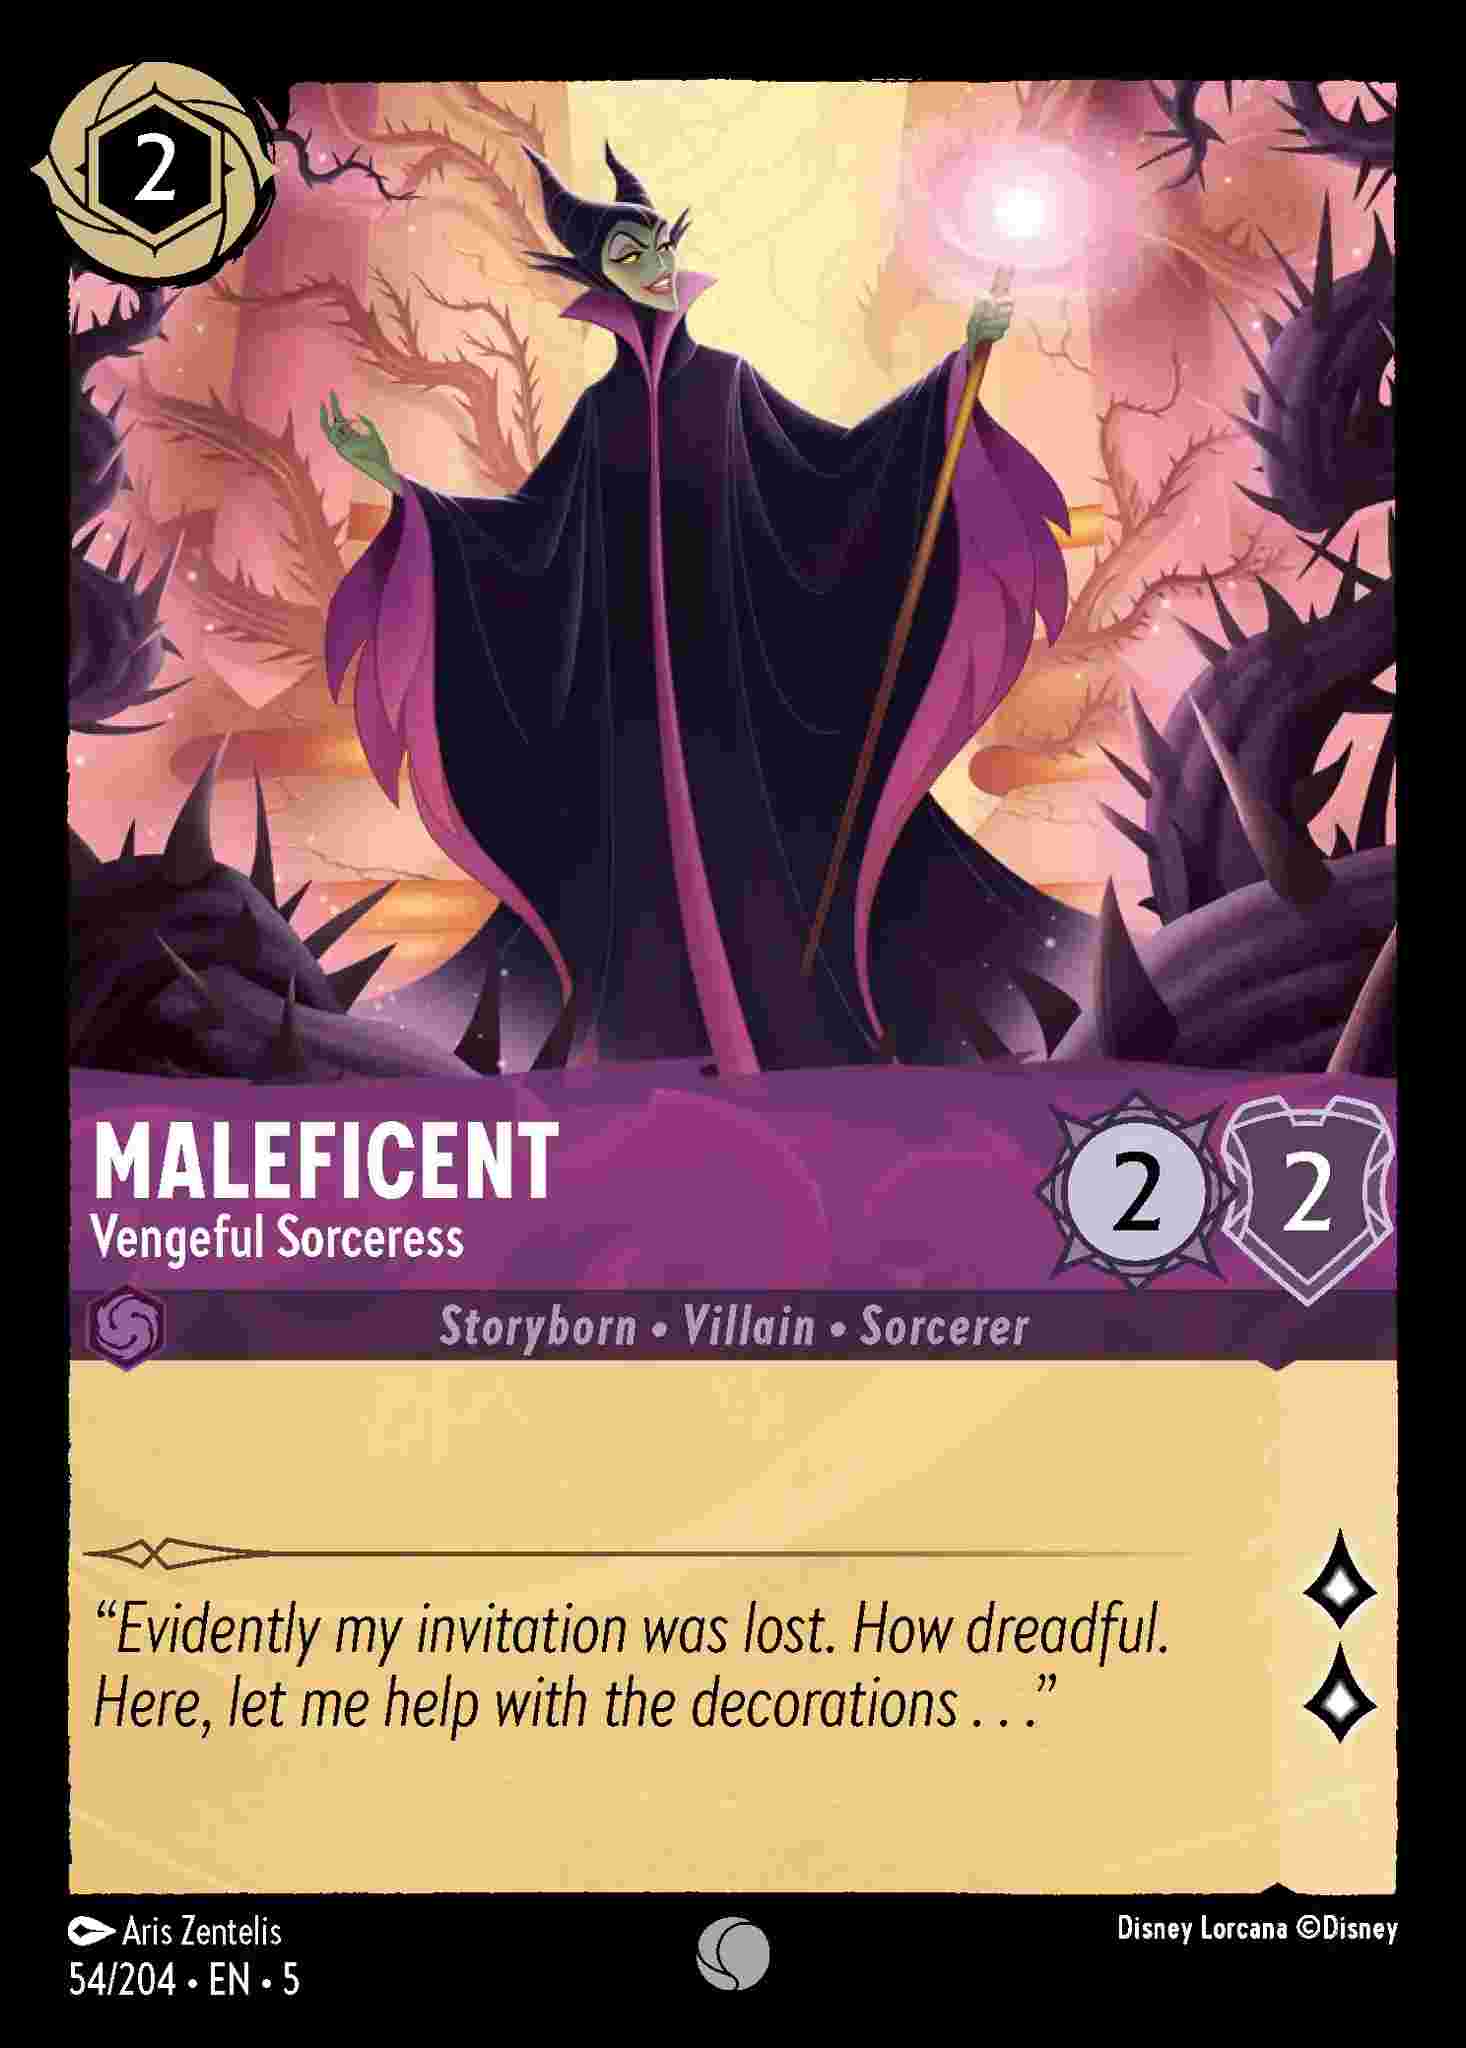 2
MALEFICENT
Vengeful Sorceress
2 2
Storyborn • Villain • Sorcerer
“Evidently my invitation was lost. How dreadful.
Here, let me help with the decorations . . .”
Aris Zentelis
54/204 • EN • 5
Disney Lorcana ©Disney